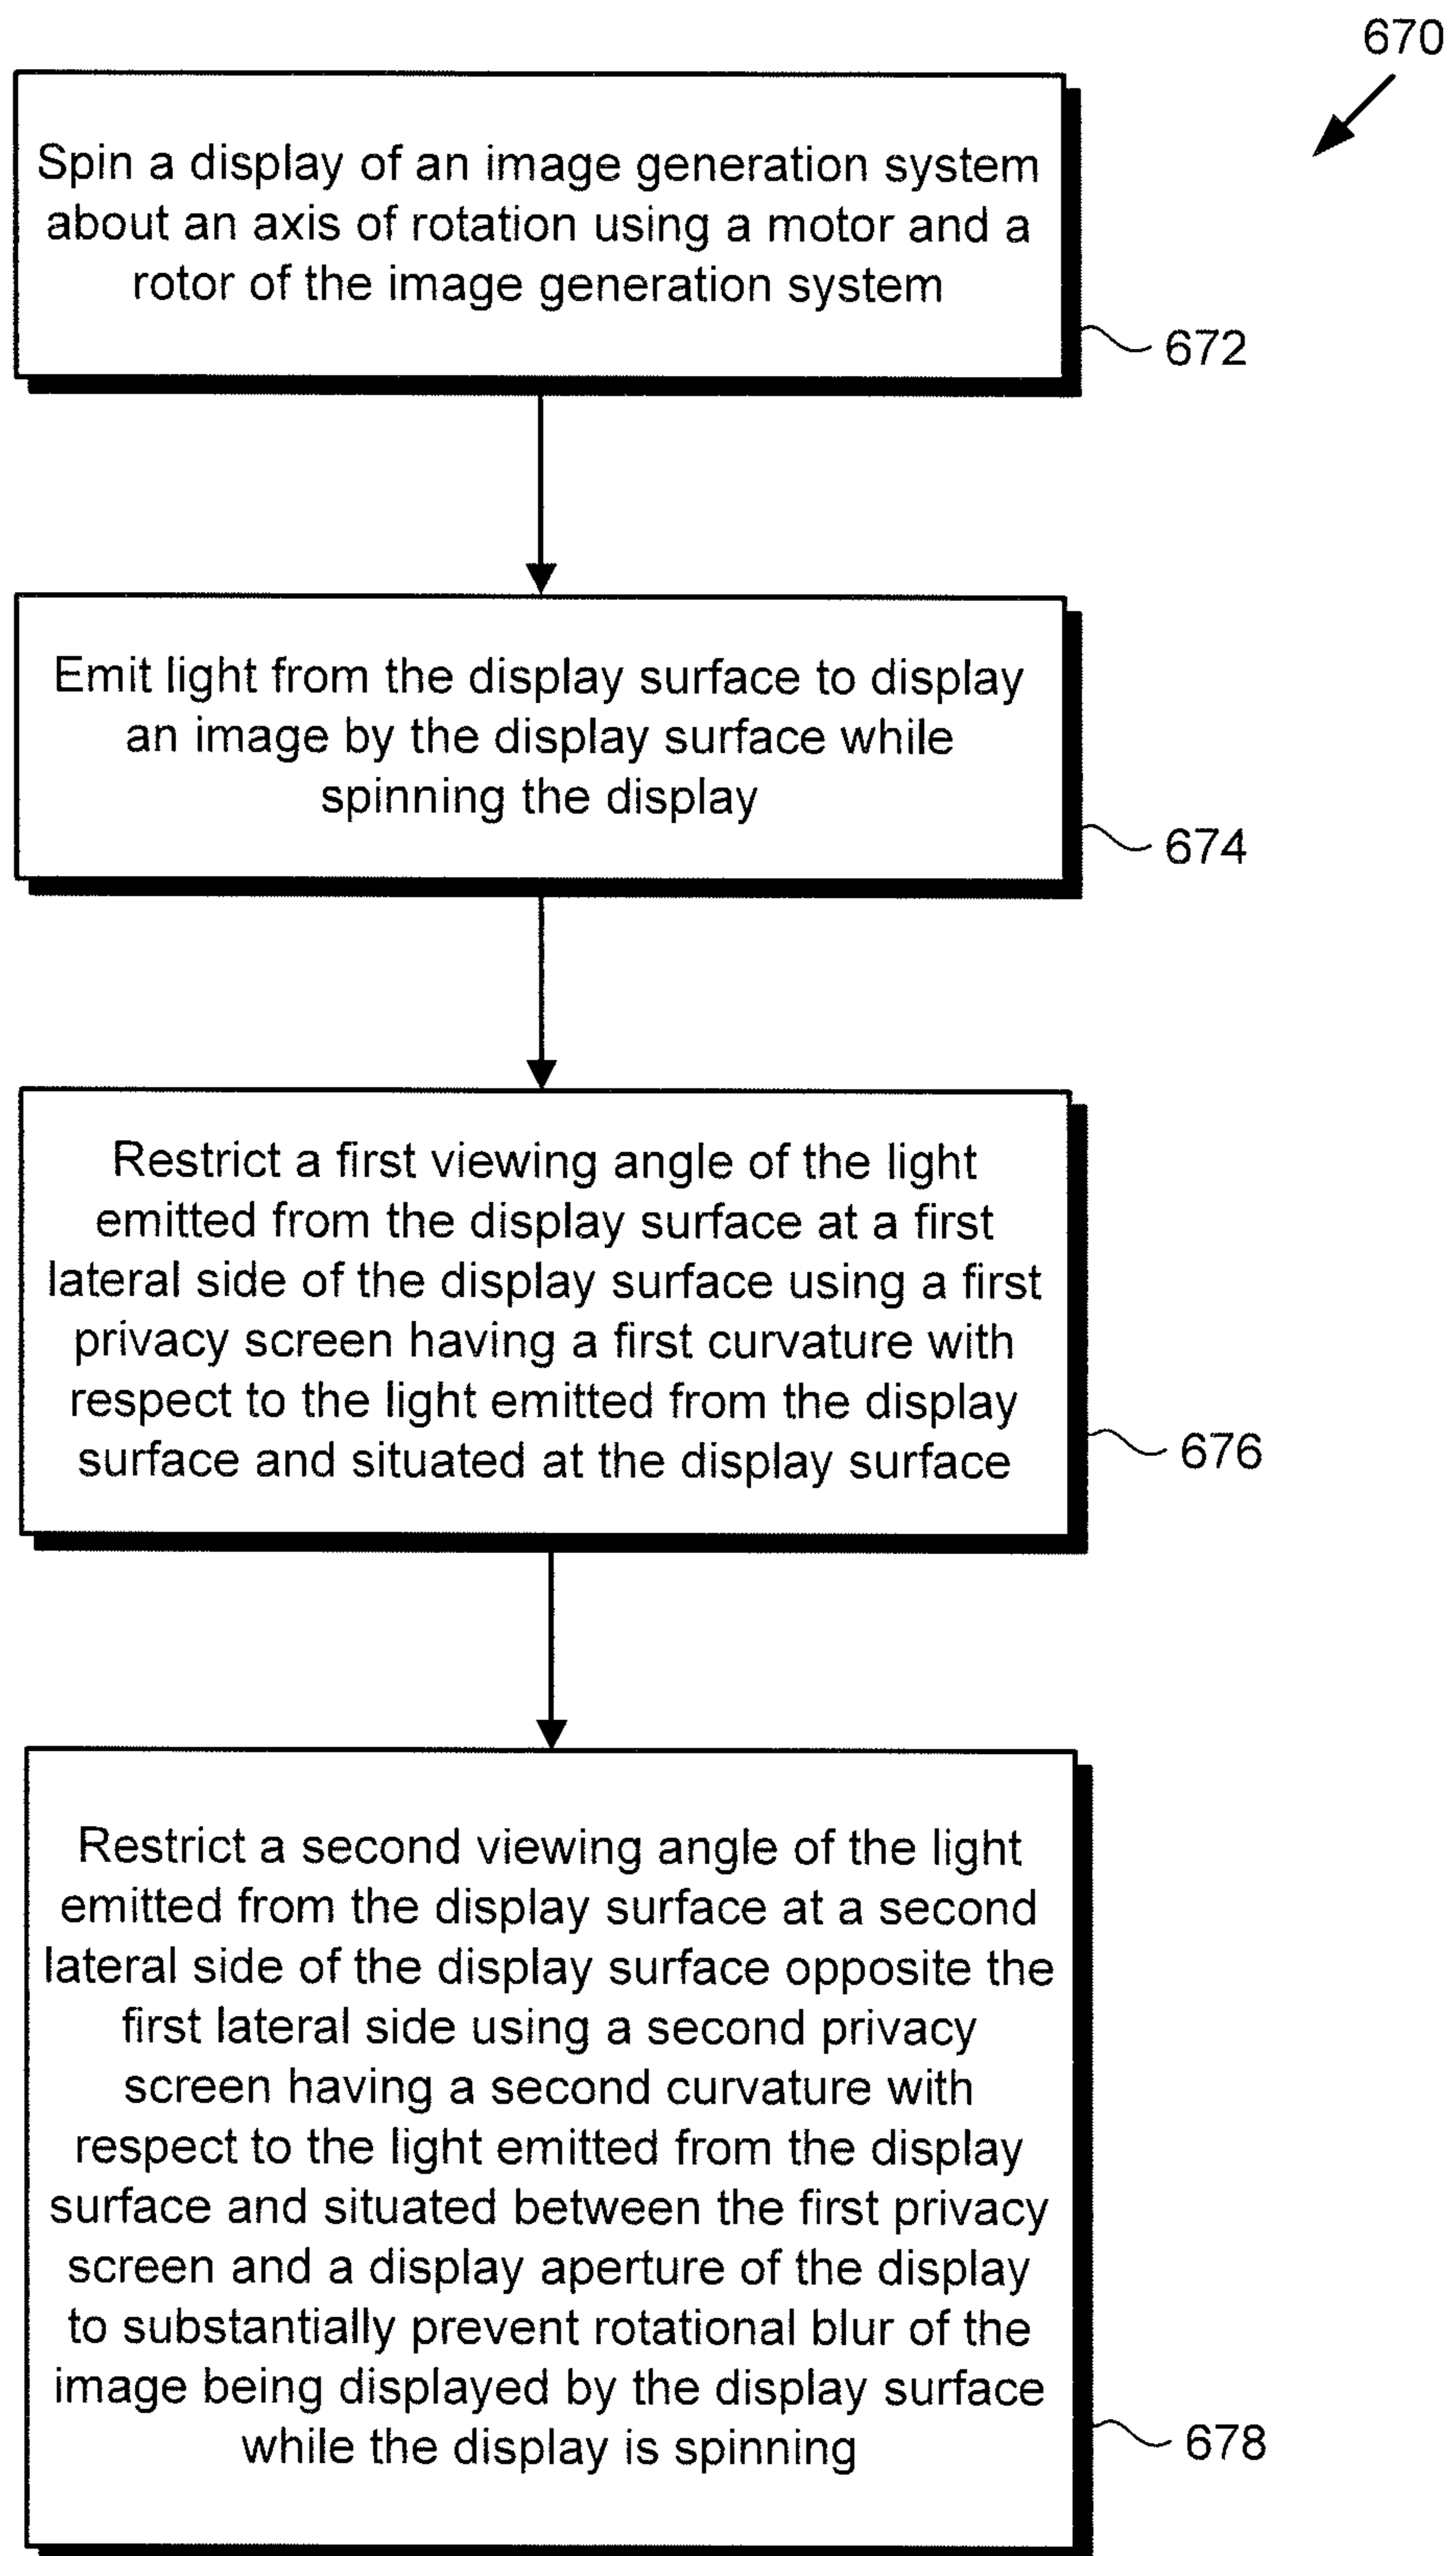 670
Spin a display of an image generation system
about an axis of rotation using a motor and a
rotor of the image generation system
672
Emit light from the display surface to display
an image by the display surface while
spinning the display
674
Restrict a first viewing angle of the light
emitted from the display surface at a first
lateral side of the display surface using a first
privacy screen having a first curvature with
respect to the light emitted from the display
surface and situated at the display surface
676
Restrict a second viewing angle of the light
emitted from the display surface at a second
lateral side of the display surface opposite the
first lateral side using a second privacy
screen having a second curvature with
respect to the light emitted from the display
surface and situated between the first privacy
screen and a display aperture of the display
to substantially prevent rotational blur of the
image being displayed by the display surface
while the display is spinning
678